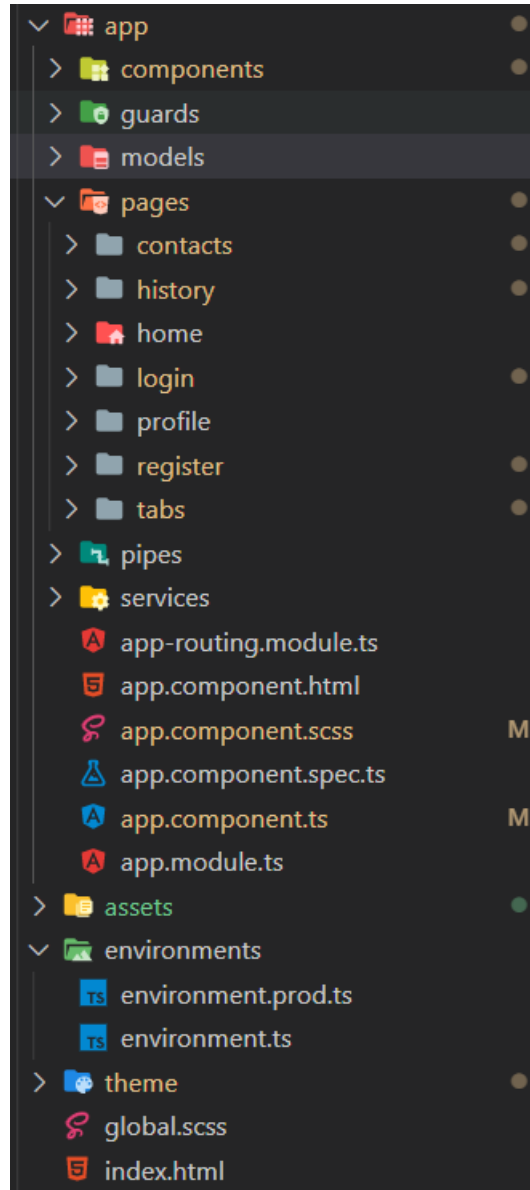 app
components
guards
models
pages
contacts
history
home
login
profile
register
tabs
pipes
services
app-routing.module.ts
app.component.html
app.component.scss M
app.component.spec.ts
app.component.ts M
app.module.ts
assets
environments
TS environment.prod.ts
TS environment.ts
theme
global.scss
index.html